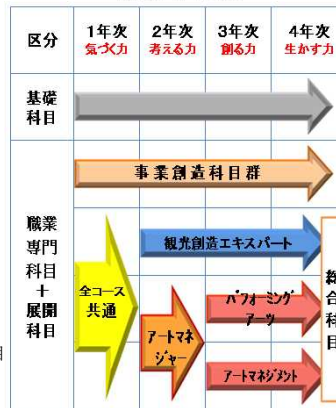 区分
1年次
気づく力
2年次
考える力
3年次
創る力
4年次
生かす力
基礎
科目
事業創造科目群
職業
専門
科目
＋
展開
科目
全コース
共通
観光創造エキスパート
アートマネ
ジャー
パフォーミング
アーツ
アートマネジメント
総
合
科
目